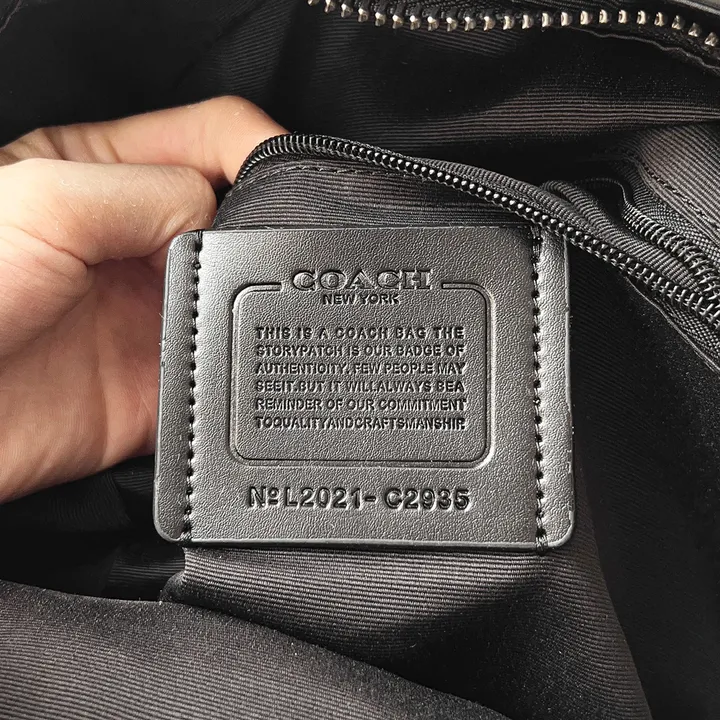 COACH
NEW YORK
THIS IS A COACH BAG THE
STORYPATCH IS OUR BADGE OF
AUTHENTICITY. FEW PEOPLE MAY
SEEIT.BUT IT WILLALWAYS BEA
REMINDER OF OUR COMMITMENT
TOQUALITYANDCRAFTSMANSHIP.
NºL2021- C2935